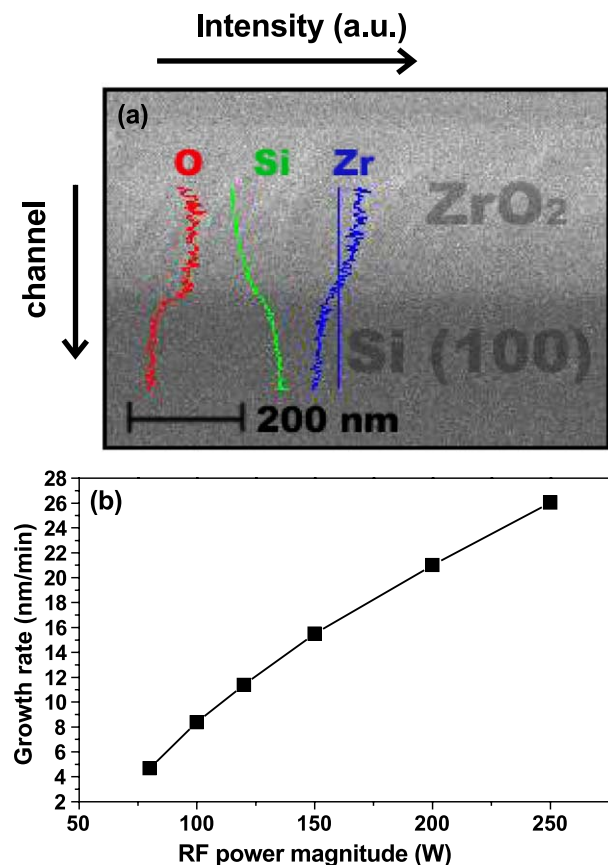 Intensity (a.u.)
(a)
O Si Zr
ZrO₂
channel
Si (100)
200 nm
(b)
Growth rate (nm/min)
28
26
24
22
20
18
16
14
12
10
8
6
4
2
50 100 150 200 250
RF power magnitude (W)